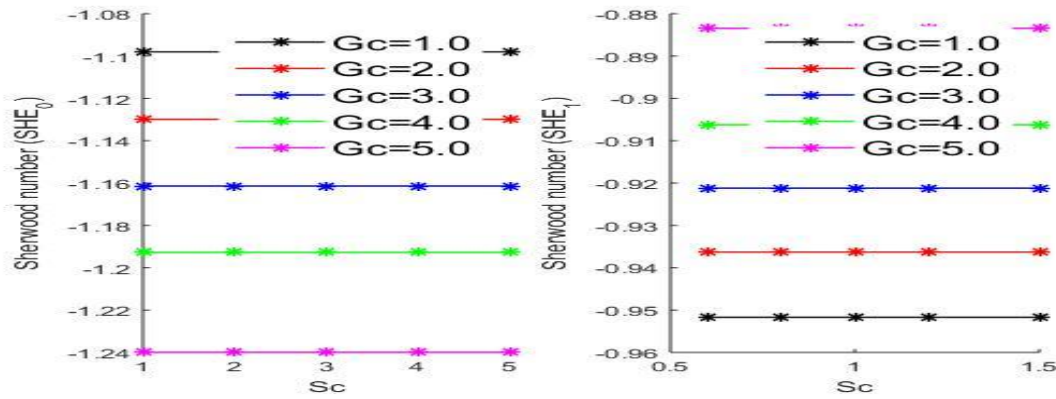 -1.08
-1.1
-1.12
-1.14
-1.16
-1.18
-1.2
-1.22
-1.24
Sherwood number (SHE0)
1
2
3
4
5
Sc
Gc=1.0
Gc=2.0
Gc=3.0
Gc=4.0
Gc=5.0
-0.88
-0.89
-0.9
-0.91
-0.92
-0.93
-0.94
-0.95
-0.96
Sherwood number (SHE1)
0.5
1
1.5
Sc
Gc=1.0
Gc=2.0
Gc=3.0
Gc=4.0
Gc=5.0